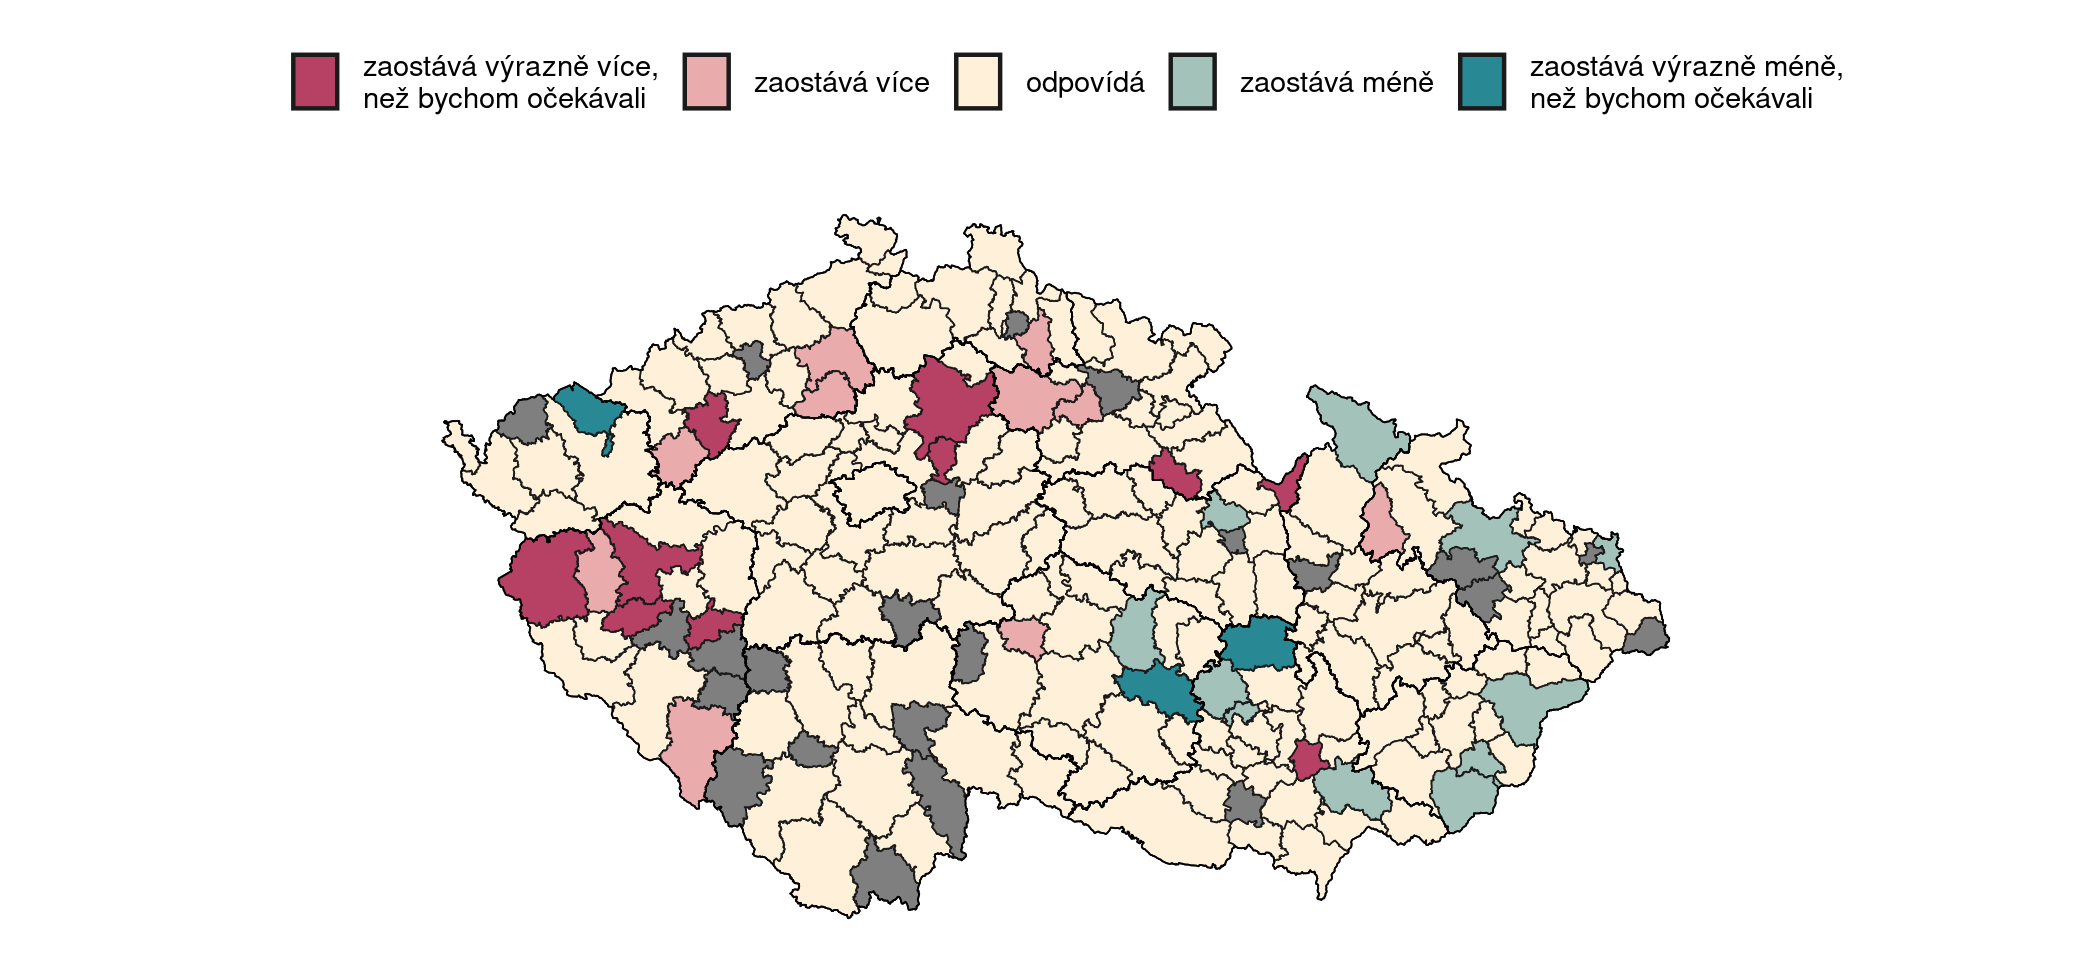 zaostává výrazně více,
než bychom očekávali
zaostává více
odpovídá
zaostává méně
zaostává výrazně méně,
než bychom očekávali